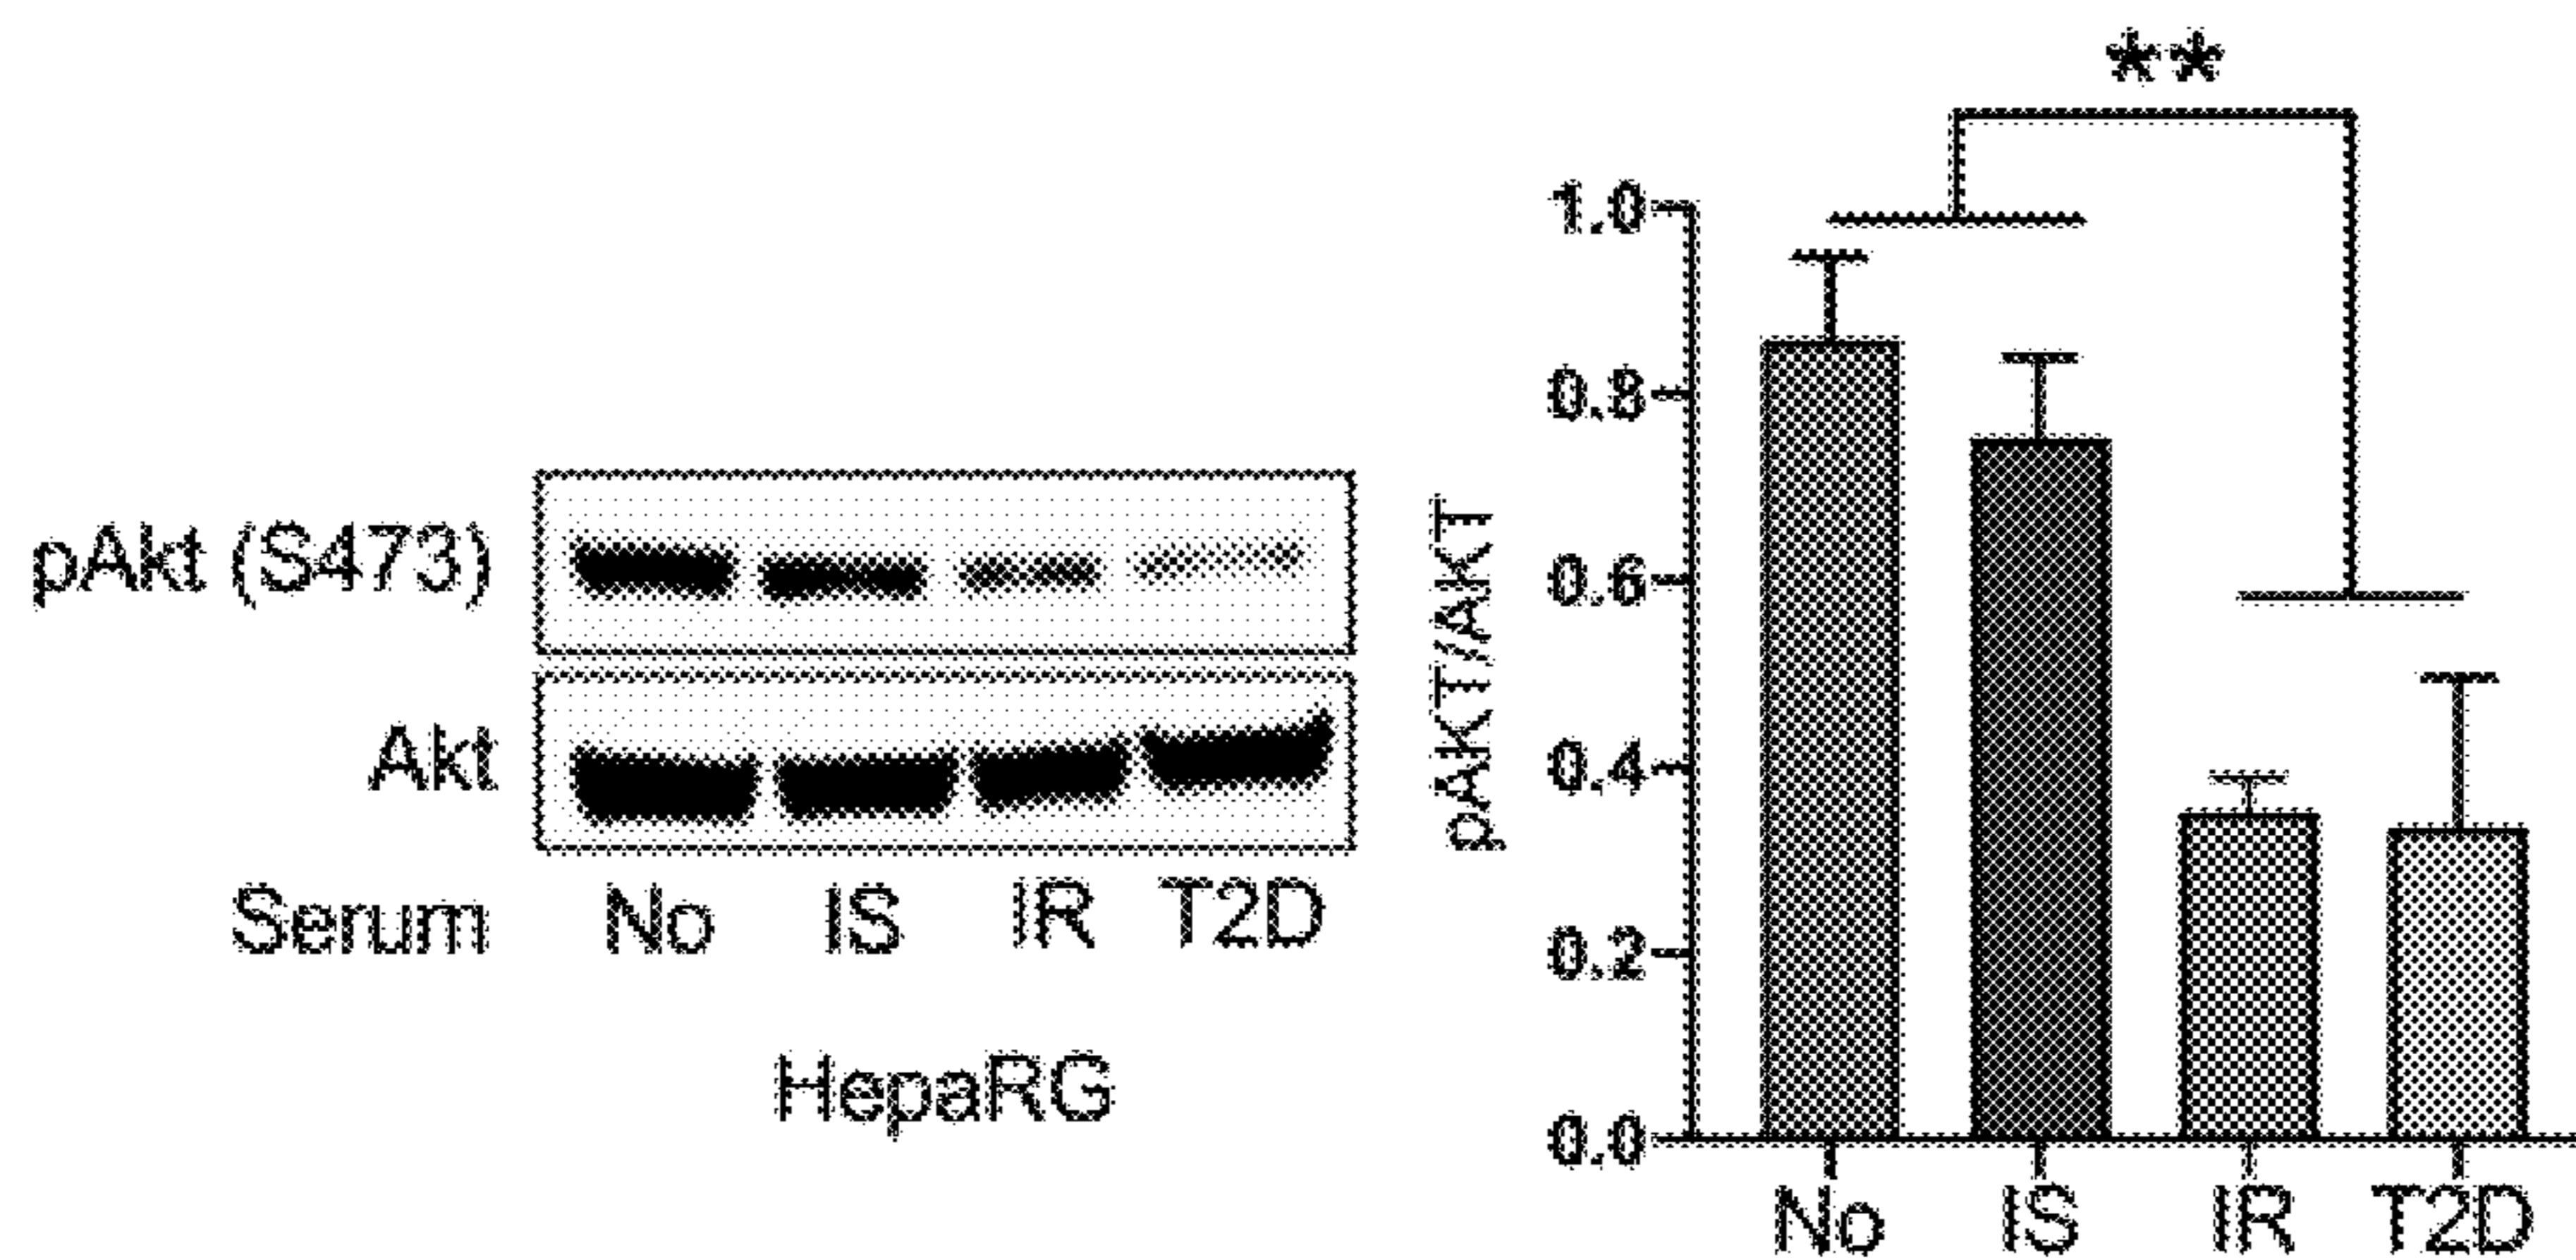 pAkt (S473)
Akt
Serum No IS IR T2D
HepaRG
**
pAKT/AKT
1.0
0.8
0.6
0.4
0.2
0.0
No IS IR T2D